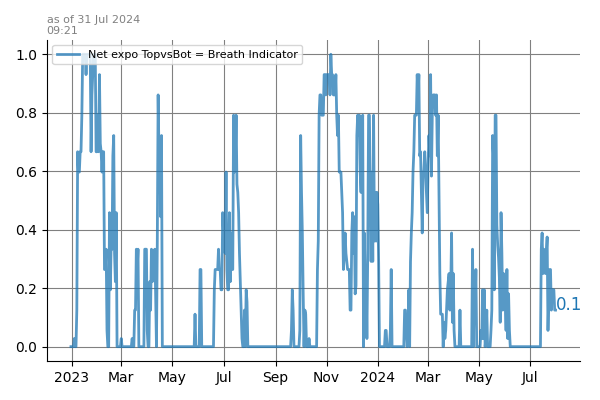 as of 31 Jul 2024
09:21
Net expo TopvsBot = Breath Indicator
1.0
0.8
0.6
0.4
0.2
0.0
0.1
2023 Mar May Jul Sep Nov 2024 Mar May Jul